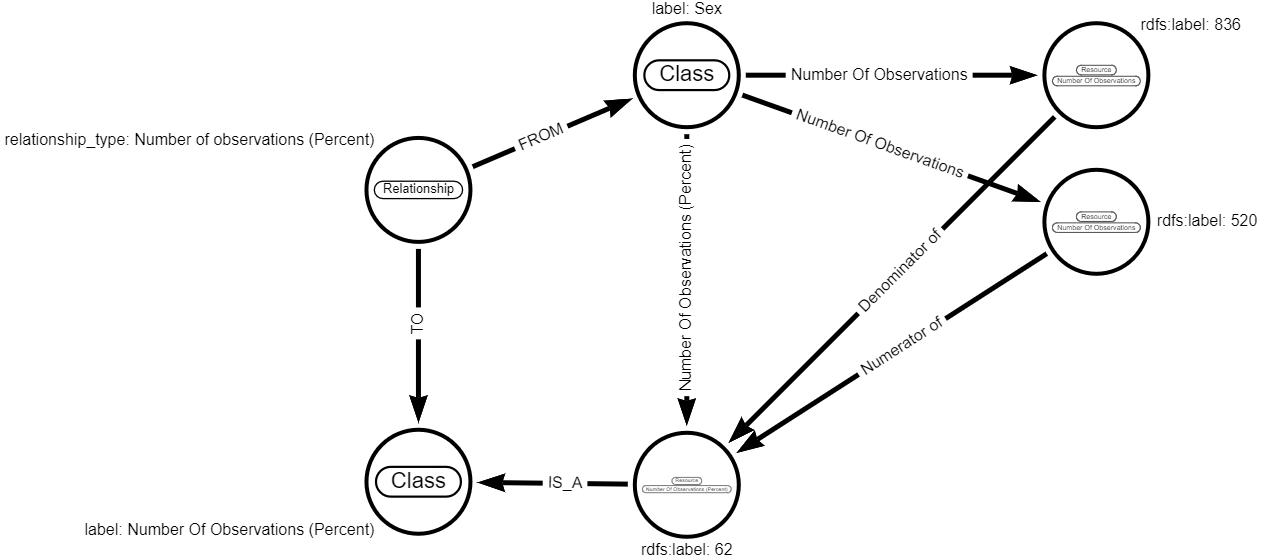 label: Sex
rdfs:label: 836
Class
Number Of Observations
Resource
Number Of Observations
relationship_type: Number of observations (Percent)
FROM
Number Of Observations
Relationship
Number Of Observations (Percent)
Resource
Number Of Observations
rdfs:label: 520
Denominator of
TO
Numerator of
Class
IS_A
Resource
Number Of Observations (Percent)
label: Number Of Observations (Percent)
rdfs:label: 62